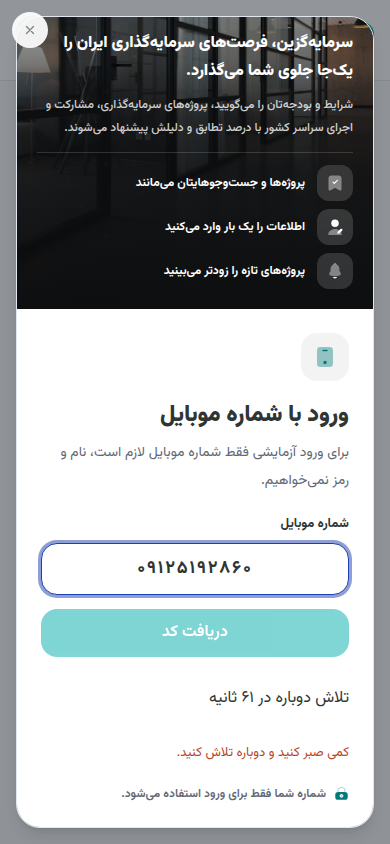 سرمایه‌گزین، فرصت‌های سرمایه‌گذاری ایران را
یک‌جا جلوی شما می‌گذارد.
شرایط و بودجه‌تان را می‌گویید، پروژه‌های سرمایه‌گذاری، مشارکت و
اجرای سراسر کشور با درصد تطابق و دلیلش پیشنهاد می‌شوند.
پروژه‌ها و جست‌وجوهایتان می‌مانند
اطلاعات را یک بار وارد می‌کنید
پروژه‌های تازه را زودتر می‌بینید
ورود با شماره موبایل
برای ورود آزمایشی فقط شماره موبایل لازم است، نام و
رمز نمی‌خواهیم.
شماره موبایل
۰۹۱۲۵۱۹۲۸۶۰
دریافت کد
تلاش دوباره در ۶۱ ثانیه
کمی صبر کنید و دوباره تلاش کنید.
شماره شما فقط برای ورود استفاده می‌شود.